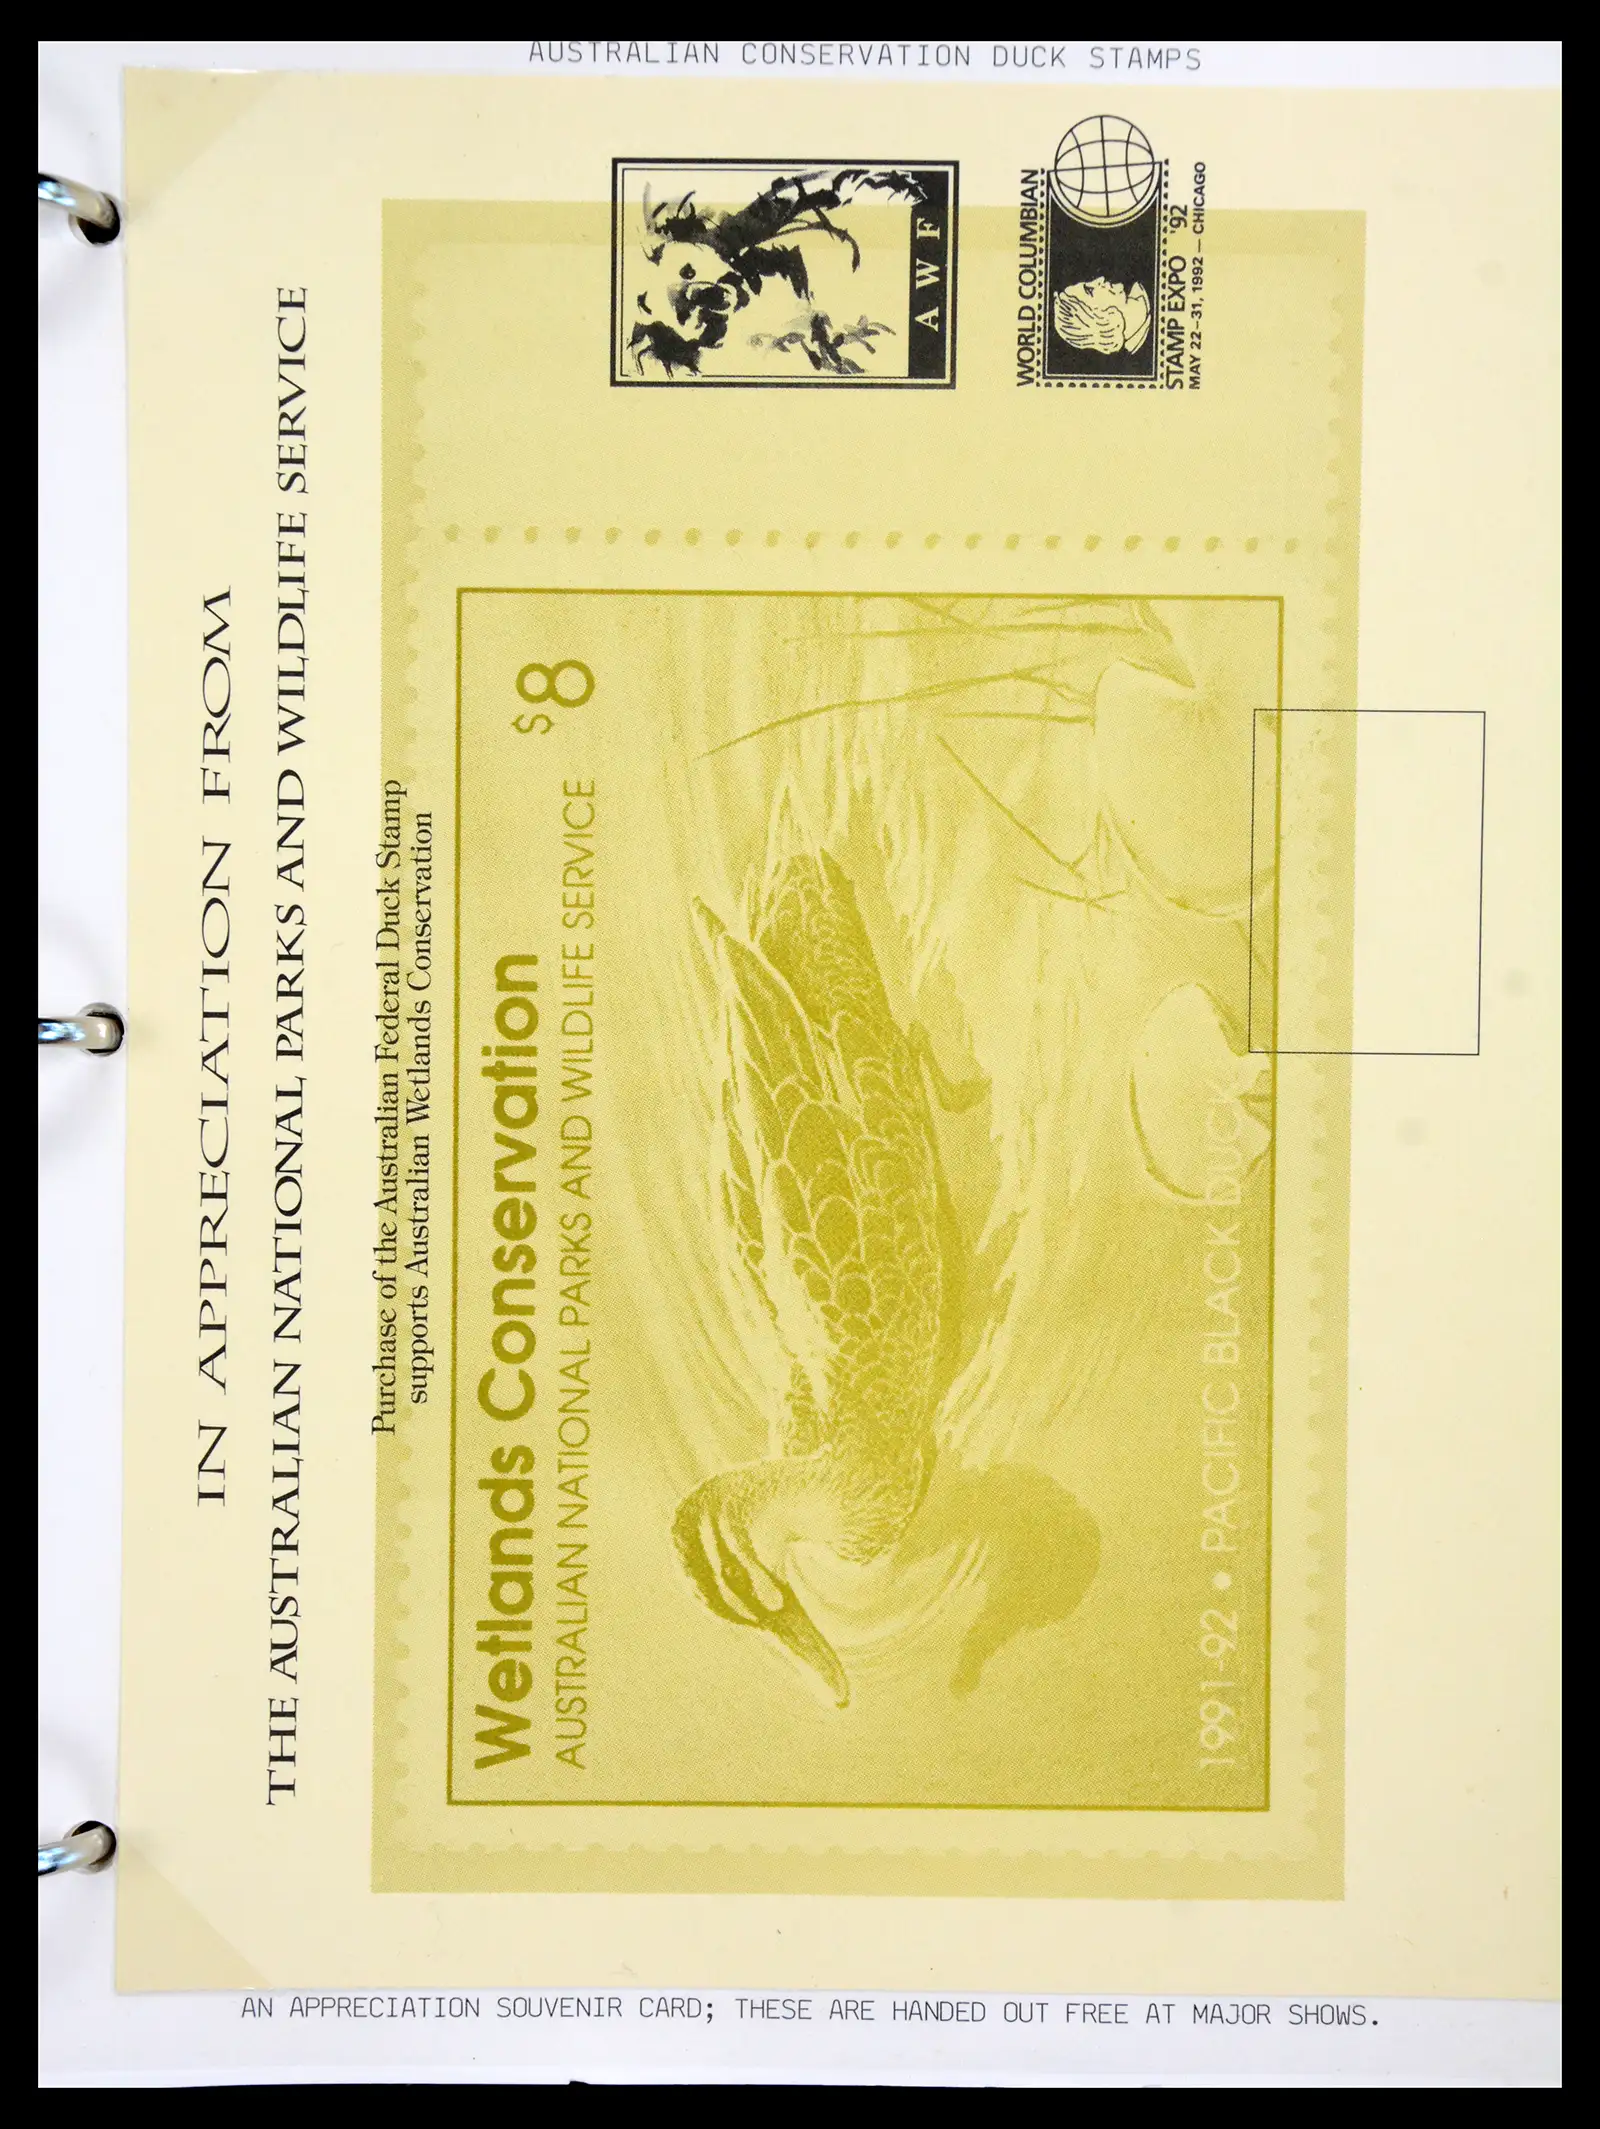 AUSTRALIAN CONSERVATION DUCK STAMPS
IN APPRECIATION FROM
THE AUSTRALIAN NATIONAL PARKS AND WILDLIFE SERVICE
Purchase of the Australian Federal Duck Stamp
supports Australian Wetlands Conservation
Wetlands Conservation
$8
AUSTRALIAN NATIONAL PARKS AND WILDLIFE SERVICE
1991-92 • PACIFIC BLACK DUCK
AWF
WORLD COLUMBIAN
STAMP EXPO '92
MAY 22–31, 1992 — CHICAGO
AN APPRECIATION SOUVENIR CARD; THESE ARE HANDED OUT FREE AT MAJOR SHOWS.